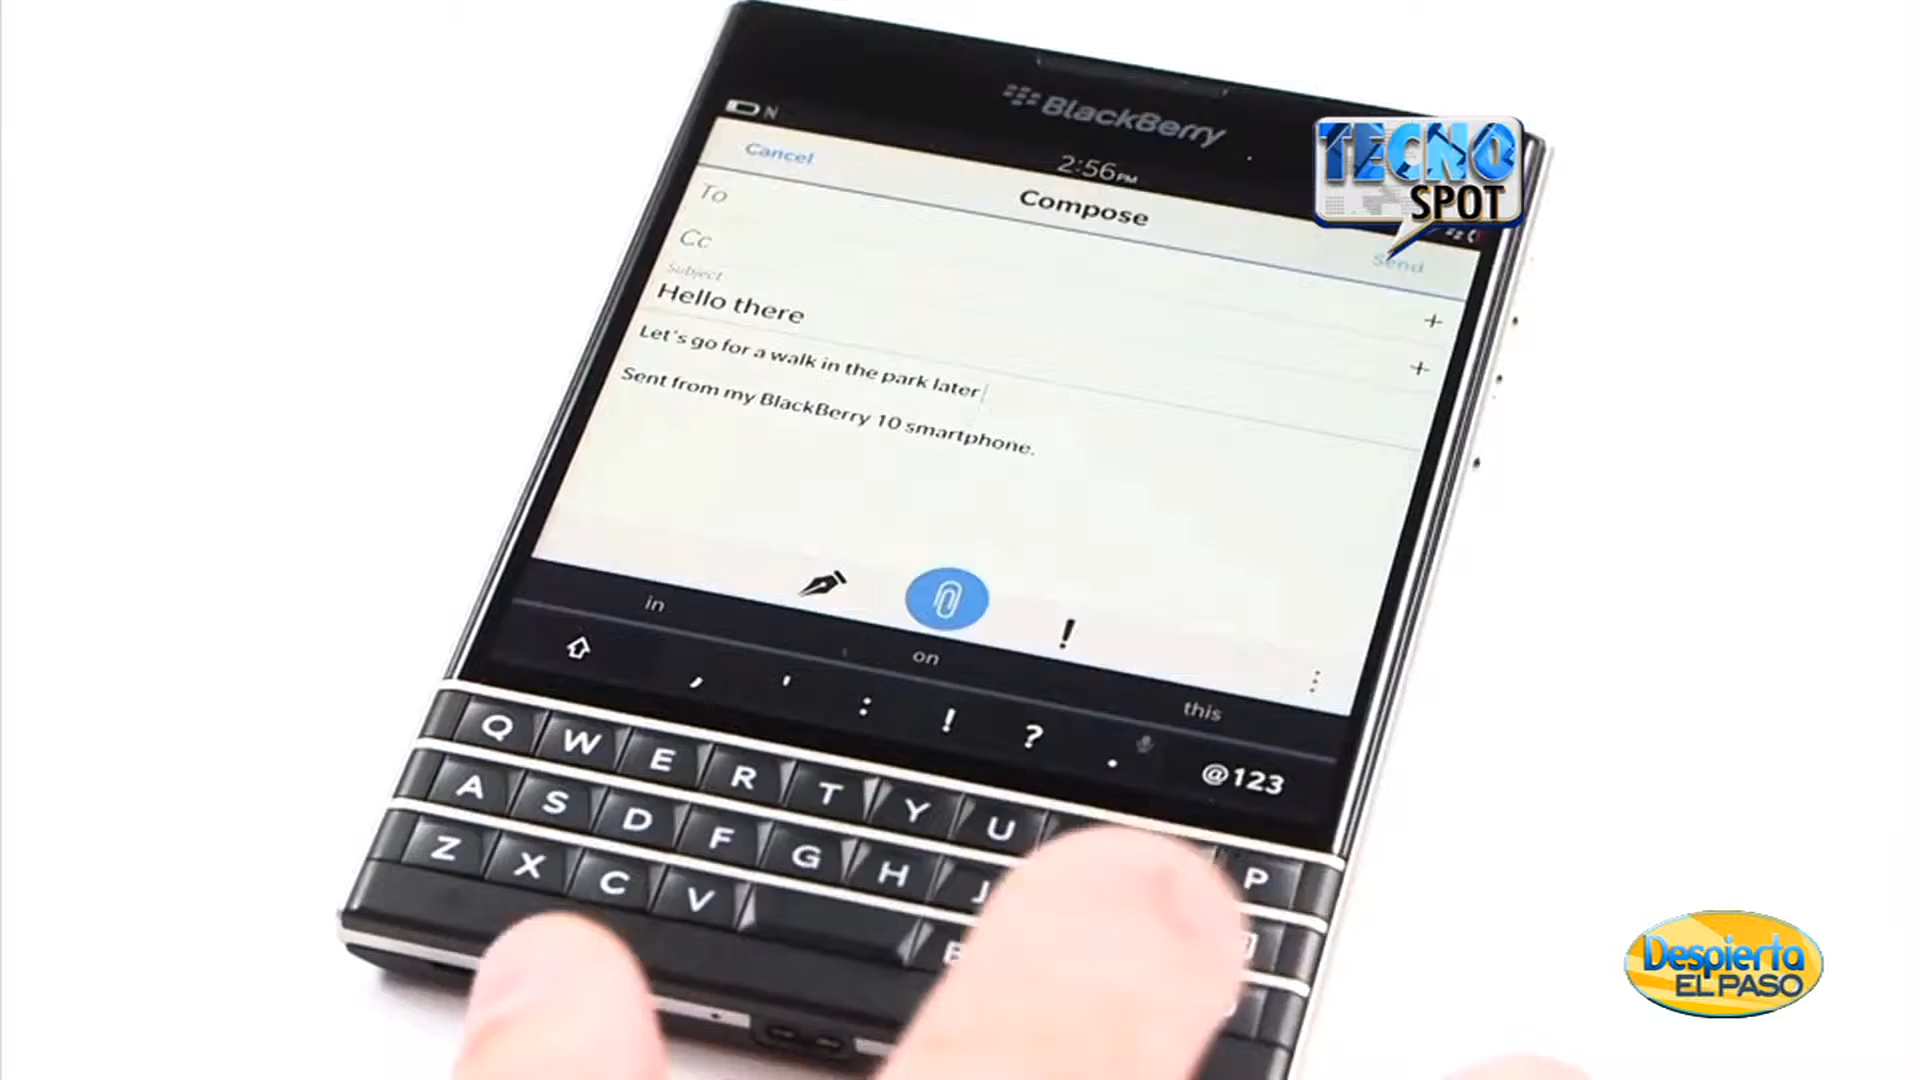 BlackBerry
N
2:56PM
Cancel
Compose
Send
To
Cc
Subject
Hello there
Let's go for a walk in the park later
Sent from my BlackBerry 10 smartphone.
in
on
this
, ' : ! ? .
@123
Q W E R T Y U P
A S D F G H J
Z X C V B
TECNO
SPOT
Despierta
EL PASO